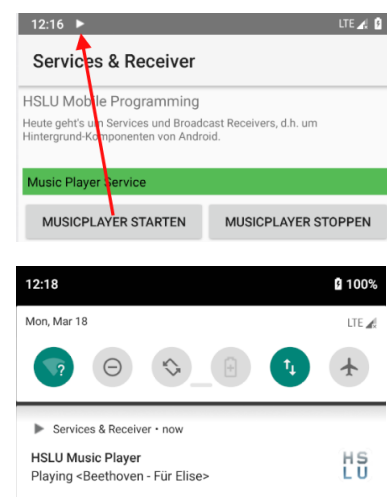 12:16 LTE
Services & Receiver
HSLU Mobile Programming
Heute geht's um Services und Broadcast Receivers, d.h. um
Hintergrund-Komponenten von Android.
Music Player Service
MUSICPLAYER STARTEN MUSICPLAYER STOPPEN
12:18 100%
Mon, Mar 18 LTE
?
Services & Receiver • now
HSLU Music Player
Playing <Beethoven - Für Elise>
HS
LU